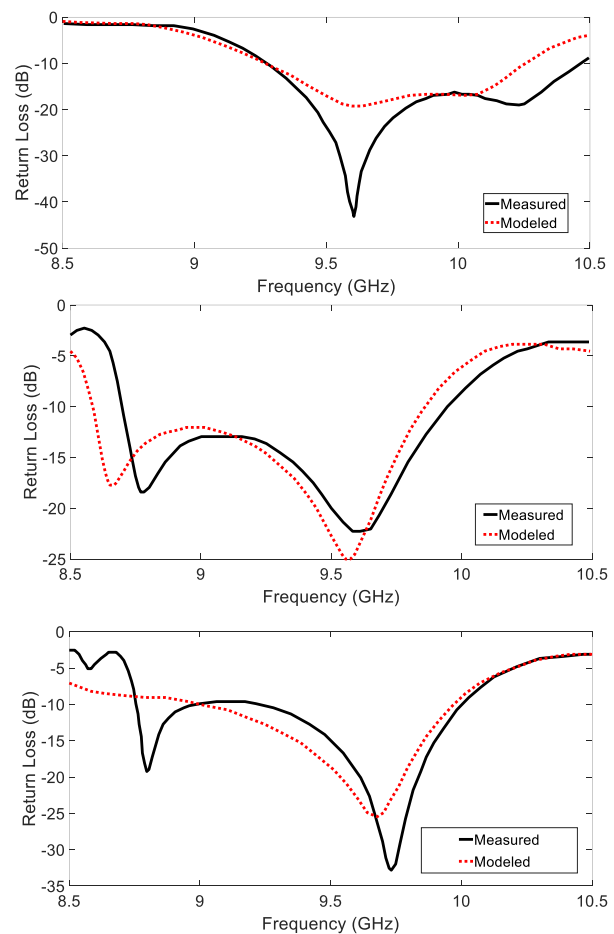 0
-10
-20
-30
-40
-50
Return Loss (dB)
Measured
Modeled
8.5 9 9.5 10 10.5
Frequency (GHz)
0
-5
-10
-15
-20
-25
Return Loss (dB)
Measured
Modeled
8.5 9 9.5 10 10.5
Frequency (GHz)
0
-5
-10
-15
-20
-25
-30
-35
Return Loss (dB)
Measured
Modeled
8.5 9 9.5 10 10.5
Frequency (GHz)